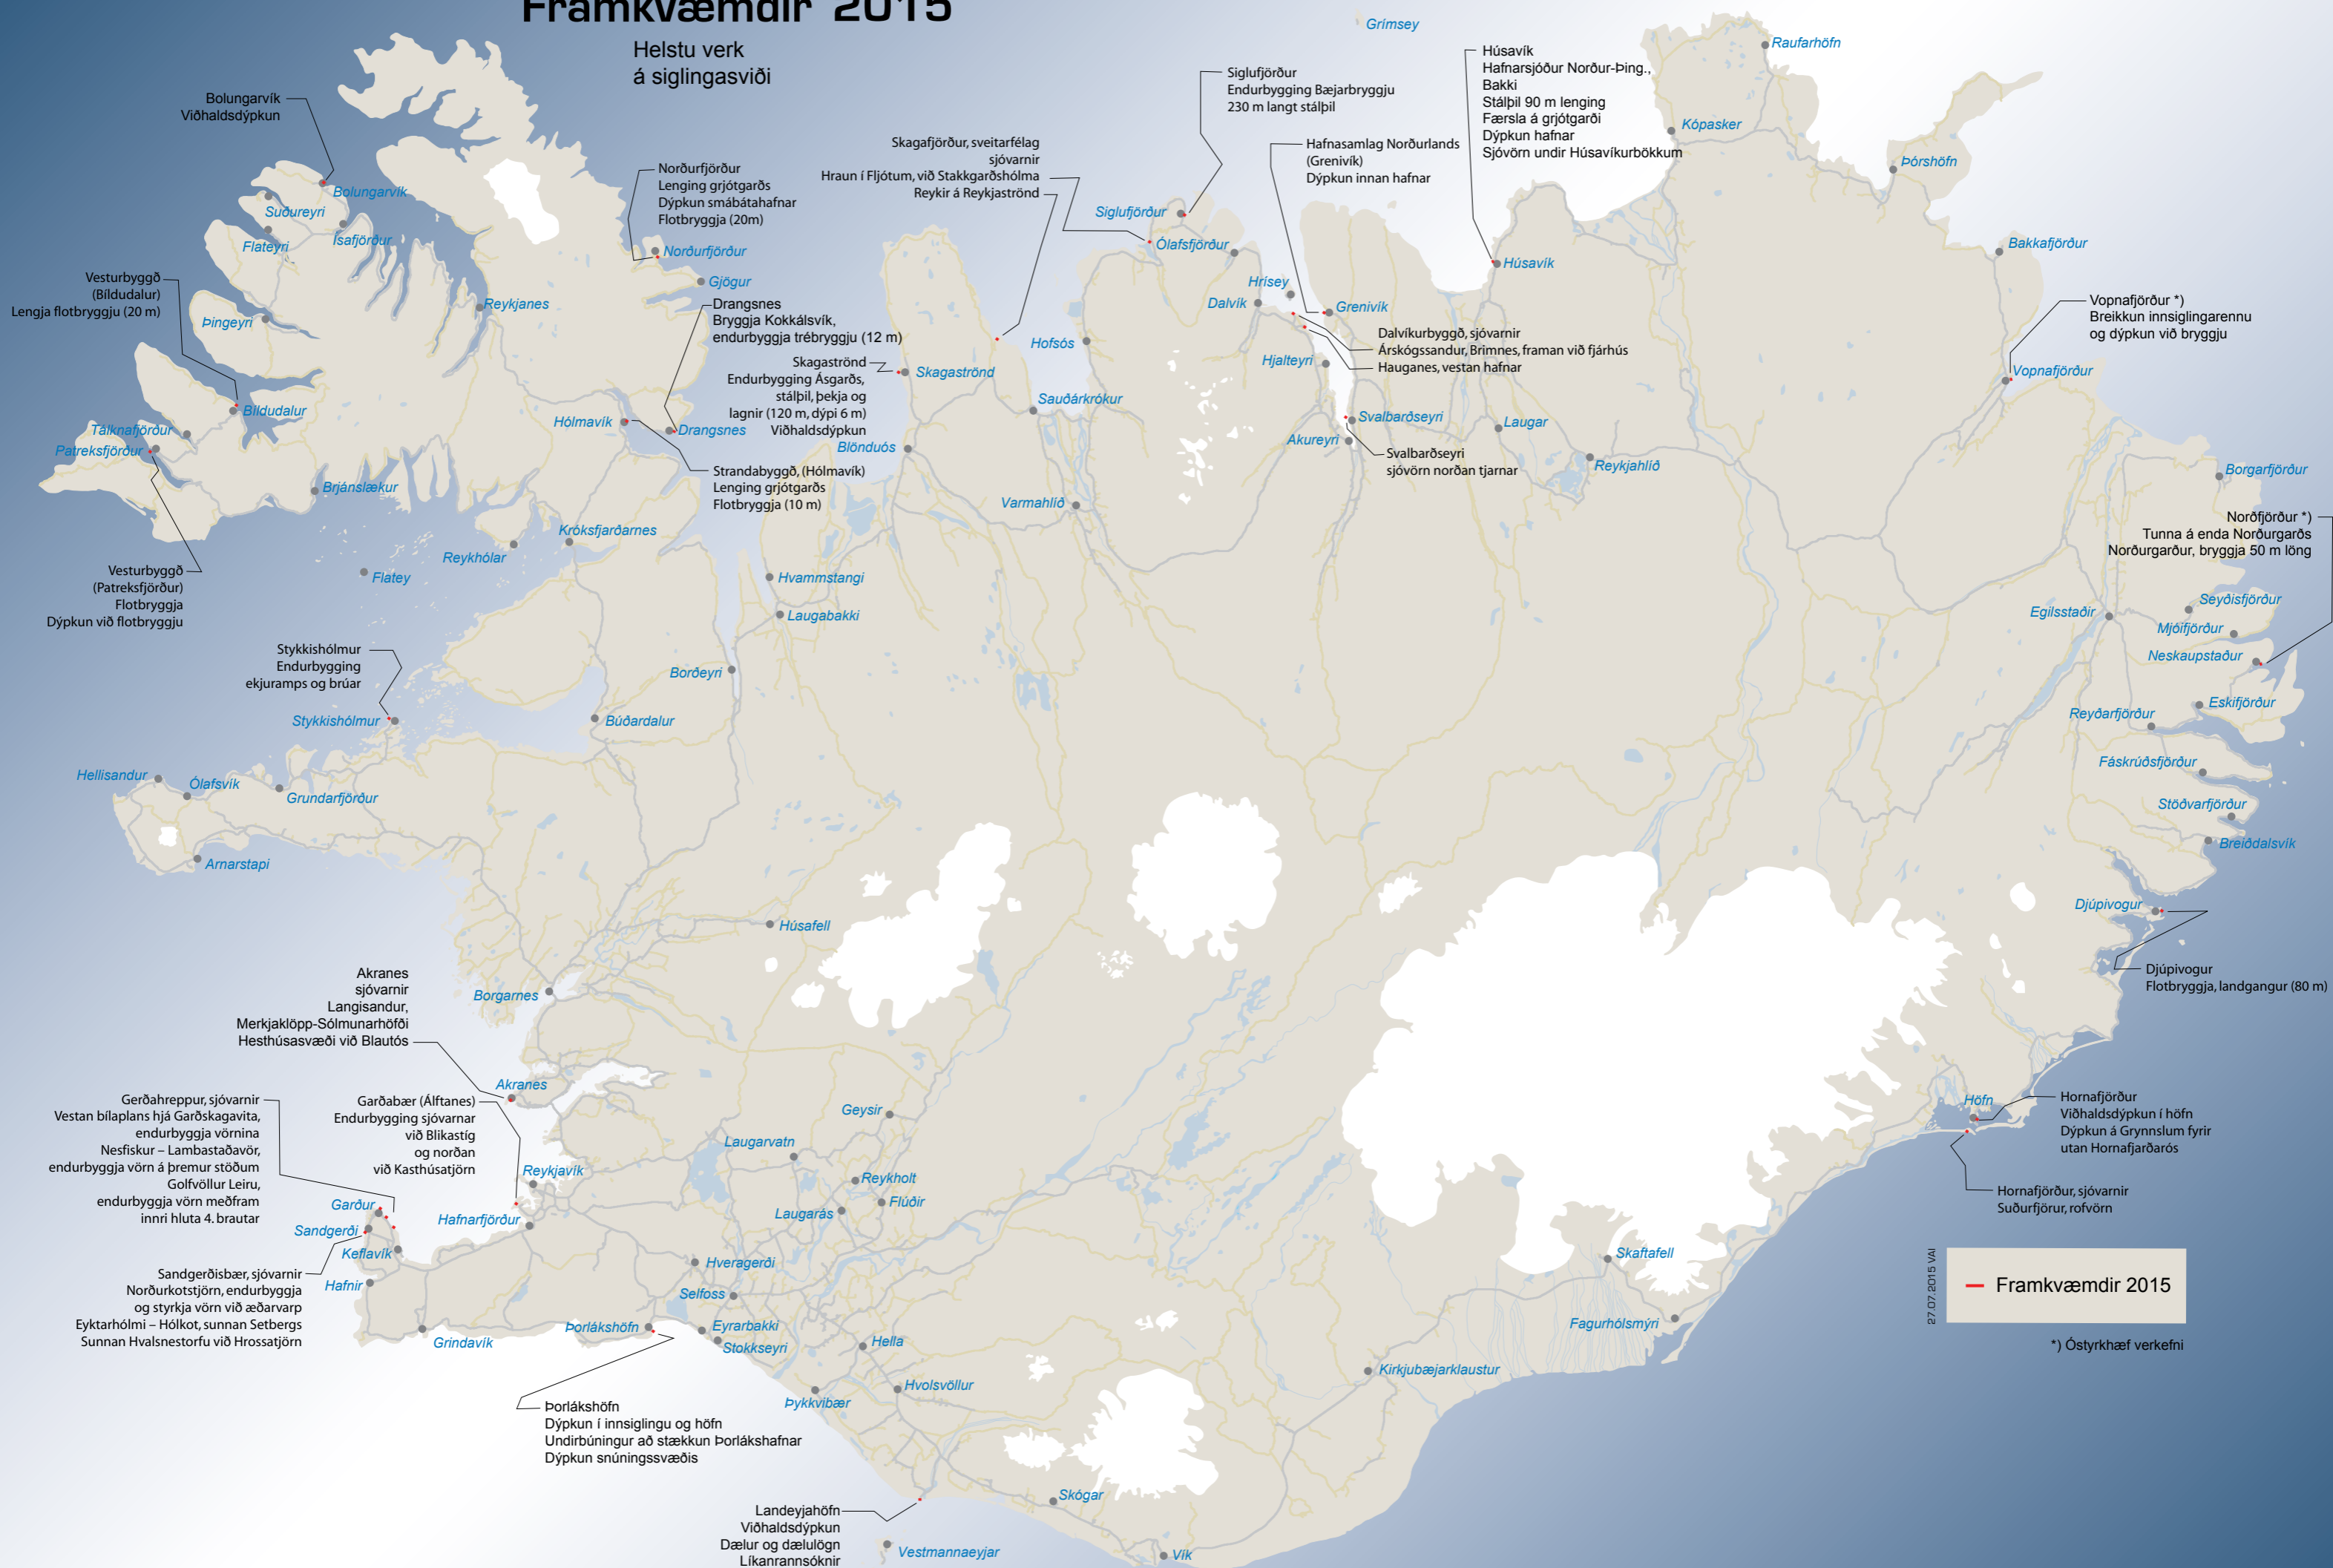 Framkvæmdir 2015
Helstu verk
á siglingasviði
Grímsey
Raufarhöfn
Kópasker
Þórshöfn
Bakkafjörður
Bolungarvík
Viðhaldsdýpkun
Bolungarvík
Suðureyri
Flateyri
Ísafjörður
Þingeyri
Reykjanes
Norðurfjörður
Lenging grjótgarðs
Dýpkun smábátahafnar
Flotbryggja (20m)
Norðurfjörður
Gjögur
Skagafjörður, sveitarfélag
sjóvarnir
Hraun í Fljótum, við Stakkgarðshólma
Reykir á Reykjaströnd
Siglufjörður
Endurbygging Bæjarbryggju
230 m langt stálþil
Hafnasamlag Norðurlands
(Grenivík)
Dýpkun innan hafnar
Húsavík
Hafnarsjóður Norður-Þing.,
Bakki
Stálþil 90 m lenging
Færsla á grjótgarði
Dýpkun hafnar
Sjóvörn undir Húsavíkurbökkum
Siglufjörður
Ólafsfjörður
Hrísey
Dalvík
Grenivík
Húsavík
Vesturbyggð
(Bíldudalur)
Lengja flotbryggju (20 m)
Drangsnes
Bryggja Kokkálsvík,
endurbyggja trébryggju (12 m)
Skagaströnd
Endurbygging Ásgarðs,
stálþil, þekja og
lagnir (120 m, dýpi 6 m)
Viðhaldsdýpkun
Skagaströnd
Hofsós
Sauðárkrókur
Hjalteyri
Dalvíkurbyggð, sjóvarnir
Árskógssandur, Brimnes, framan við fjárhús
Hauganes, vestan hafnar
Vopnafjörður *)
Breikkun innsiglingarennu
og dýpkun við bryggju
Vopnafjörður
Bíldudalur
Tálknafjörður
Patreksfjörður
Brjánslækur
Hólmavík
Drangsnes
Blönduós
Varmahlíð
Svalbarðseyri
Akureyri
Svalbarðseyri
sjóvörn norðan tjarnar
Laugar
Reykjahlíð
Borgarfjörður
Strandabyggð, (Hólmavík)
Lenging grjótgarðs
Flotbryggja (10 m)
Króksfjarðarnes
Reykhólar
Flatey
Hvammstangi
Laugabakki
Norðfjörður *)
Tunna á enda Norðurgarðs
Norðurgarður, bryggja 50 m löng
Vesturbyggð
(Patreksfjörður)
Flotbryggja
Dýpkun við flotbryggju
Egilsstaðir
Seyðisfjörður
Mjóifjörður
Neskaupstaður
Eskifjörður
Reyðarfjörður
Fáskrúðsfjörður
Stöðvarfjörður
Breiðdalsvík
Stykkishólmur
Endurbygging
ekjuramps og brúar
Stykkishólmur
Borðeyri
Búðardalur
Hellisandur
Ólafsvík
Grundarfjörður
Arnarstapi
Húsafell
Borgarnes
Djúpivogur
Djúpivogur
Flotbryggja, landgangur (80 m)
Akranes
sjóvarnir
Langisandur,
Merkjaklöpp-Sólmunarhöfði
Hesthúsasvæði við Blautós
Akranes
Gerðahreppur, sjóvarnir
Vestan bílaplans hjá Garðskagavita,
endurbyggja vörnina
Nesfiskur – Lambastaðavör,
endurbyggja vörn á þremur stöðum
Golfvöllur Leiru,
endurbyggja vörn meðfram
innri hluta 4. brautar
Garðabær (Álftanes)
Endurbygging sjóvarnar
við Blikastíg
og norðan
við Kasthúsatjörn
Reykjavík
Hafnarfjörður
Garður
Sandgerði
Keflavík
Hafnir
Grindavík
Sandgerðisbær, sjóvarnir
Norðurkotstjörn, endurbyggja
og styrkja vörn við æðarvarp
Eyktarhólmi – Hólkot, sunnan Setbergs
Sunnan Hvalsnestorfu við Hrossatjörn
Geysir
Laugarvatn
Reykholt
Flúðir
Laugarás
Hveragerði
Selfoss
Þorlákshöfn
Eyrarbakki
Stokkseyri
Hella
Hvolsvöllur
Þykkvibær
Þorlákshöfn
Dýpkun í innsiglingu og höfn
Undirbúningur að stækkun Þorlákshafnar
Dýpkun snúningssvæðis
Landeyjahöfn
Viðhaldsdýpkun
Dælur og dælulögn
Líkanrannsóknir
Vestmannaeyjar
Skógar
Vík
Kirkjubæjarklaustur
Skaftafell
Fagurhólsmýri
Höfn
Hornafjörður
Viðhaldsdýpkun í höfn
Dýpkun á Grynnslum fyrir
utan Hornafjarðarós
Hornafjörður, sjóvarnir
Suðurfjörur, rofvörn
27.07.2015 VAI
Framkvæmdir 2015
*) Óstyrkhæf verkefni